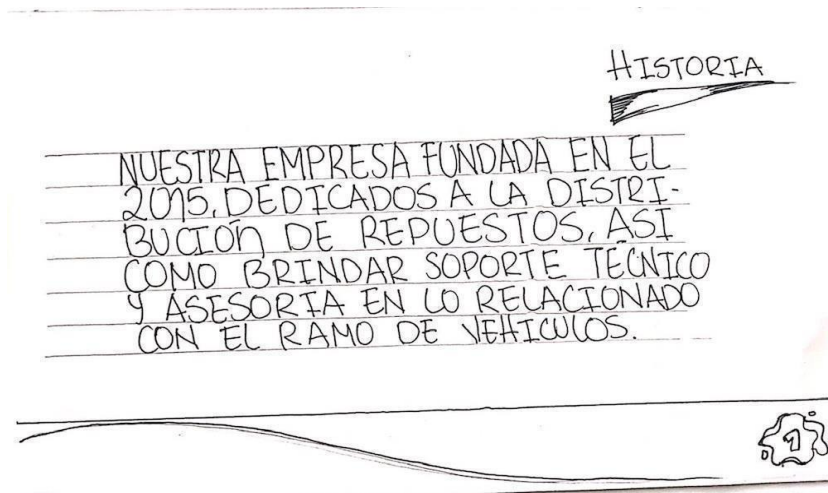 HISTORIA
NUESTRA EMPRESA FUNDADA EN EL
2015, DEDICADOS A LA DISTRI-
BUCIÓN DE REPUESTOS, ASI
COMO BRINDAR SOPORTE TÉCNICO
Y ASESORIA EN LO RELACIONADO
CON EL RAMO DE VEHICULOS.
1